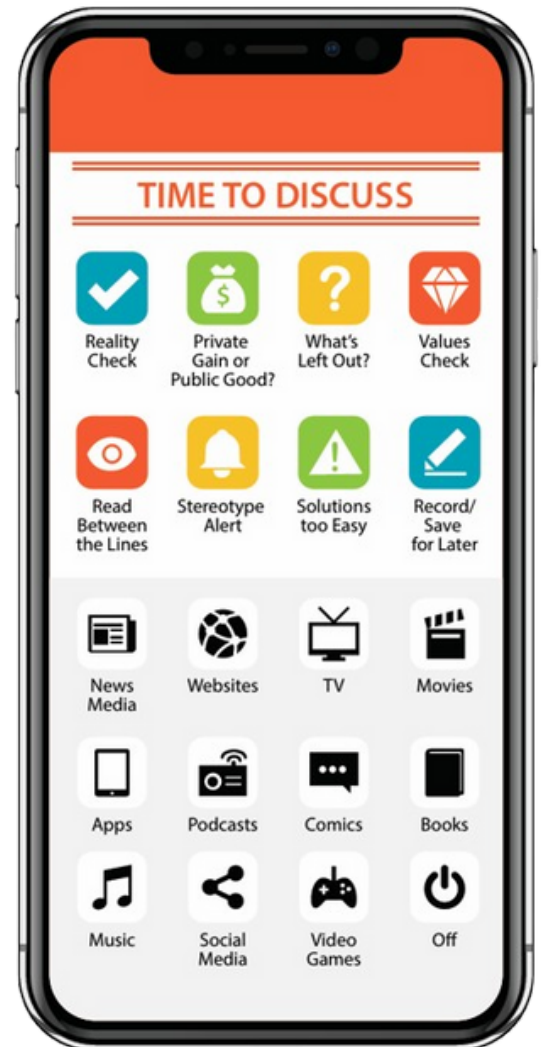 TIME TO DISCUSS
Reality
Check
Private
Gain or
Public Good?
What's
Left Out?
Values
Check
Read
Between
the Lines
Stereotype
Alert
Solutions
too Easy
Record/
Save
for Later
News
Media
Websites
TV
Movies
Apps
Podcasts
Comics
Books
Music
Social
Media
Video
Games
Off